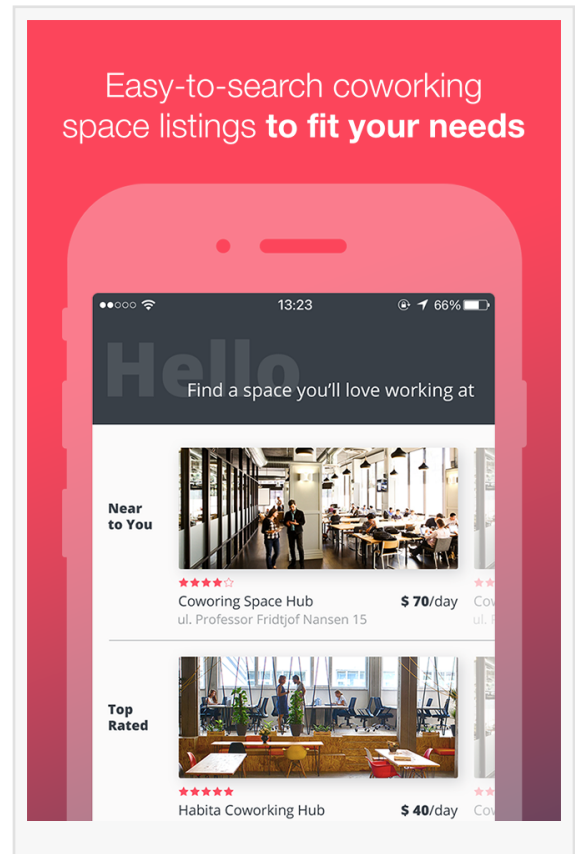 Easy-to-search coworking
space listings to fit your needs
13:23
66%
Hello
Find a space you'll love working at
Near
to You
Coworing Space Hub
$ 70/day
ul. Professor Fridtjof Nansen 15
Top
Rated
Habita Coworking Hub
$ 40/day